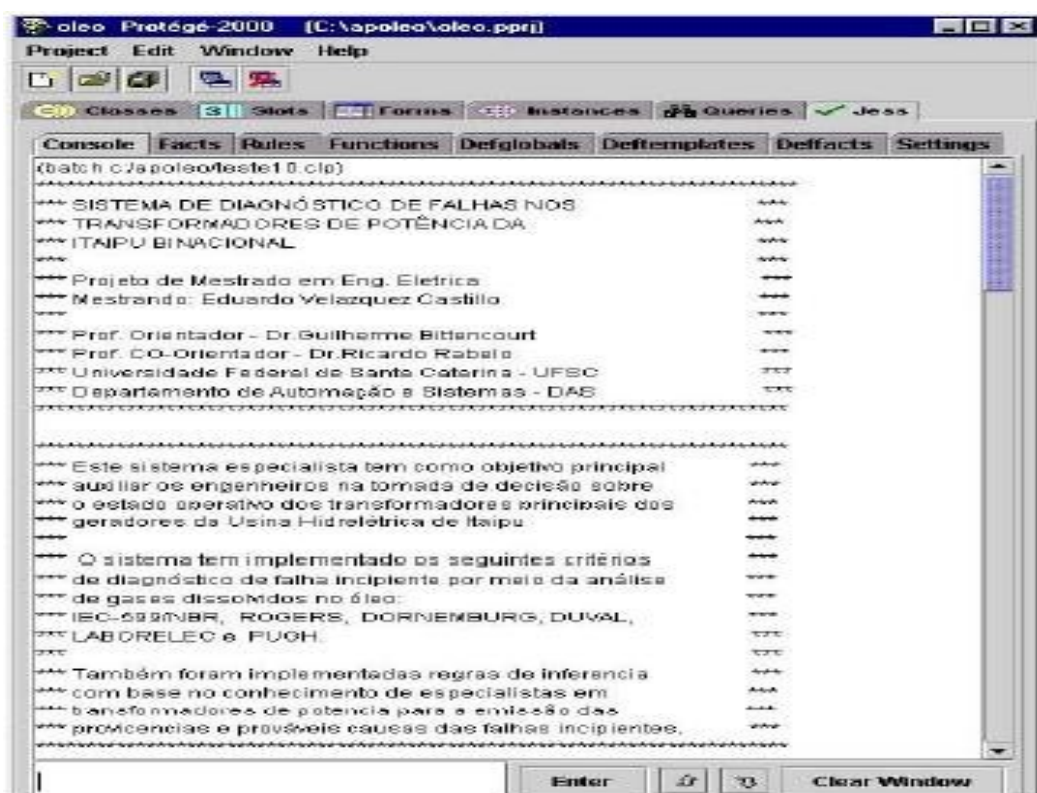 oleo Protégé-2000 [C:\apoleo\oleo.pprj]
Project Edit Window Help
Classes Slots Forms Instances Queries Jess
Console Facts Rules Functions Defglobals Deftemplates Deffacts Settings
(batch c:/apoleo/teste10.clp)
*** SISTEMA DE DIAGNÓSTICO DE FALHAS NOS ***
*** TRANSFORMADORES DE POTÊNCIA DA ***
*** ITAIPU BINACIONAL ***
*** ***
*** Projeto de Mestrado em Eng. Eletrica ***
*** Mestrando: Eduardo Velazquez Castillo ***
*** ***
*** Prof. Orientador - Dr.Guilherme Bittencourt ***
*** Prof. CO-Orientador - Dr.Ricardo Rabelo ***
*** Universidade Federal de Santa Catarina - UFSC ***
*** Departamento de Automação e Sistemas - DAS ***
*** Este sistema especialista tem como objetivo principal ***
*** auxiliar os engenheiros na tomada de decisão sobre ***
*** o estado operativo dos transformadores principais dos ***
*** geradores da Usina Hidrelétrica de Itaipu ***
*** ***
*** O sistema tem implementado os seguintes critérios ***
*** de diagnóstico de falha incipiente por meio da análise ***
*** de gases dissolvidos no óleo: ***
*** IEC-599/NBR, ROGERS, DORNEMBURG, DUVAL, ***
*** LABORELEC e PUGH. ***
*** ***
*** Também foram implementadas regras de inferencia ***
*** com base no conhecimento de especialistas em ***
*** transformadores de potencia para a emissão das ***
*** provicencias e prováveis causas das falhas incipientes. ***
Enter Clear Window